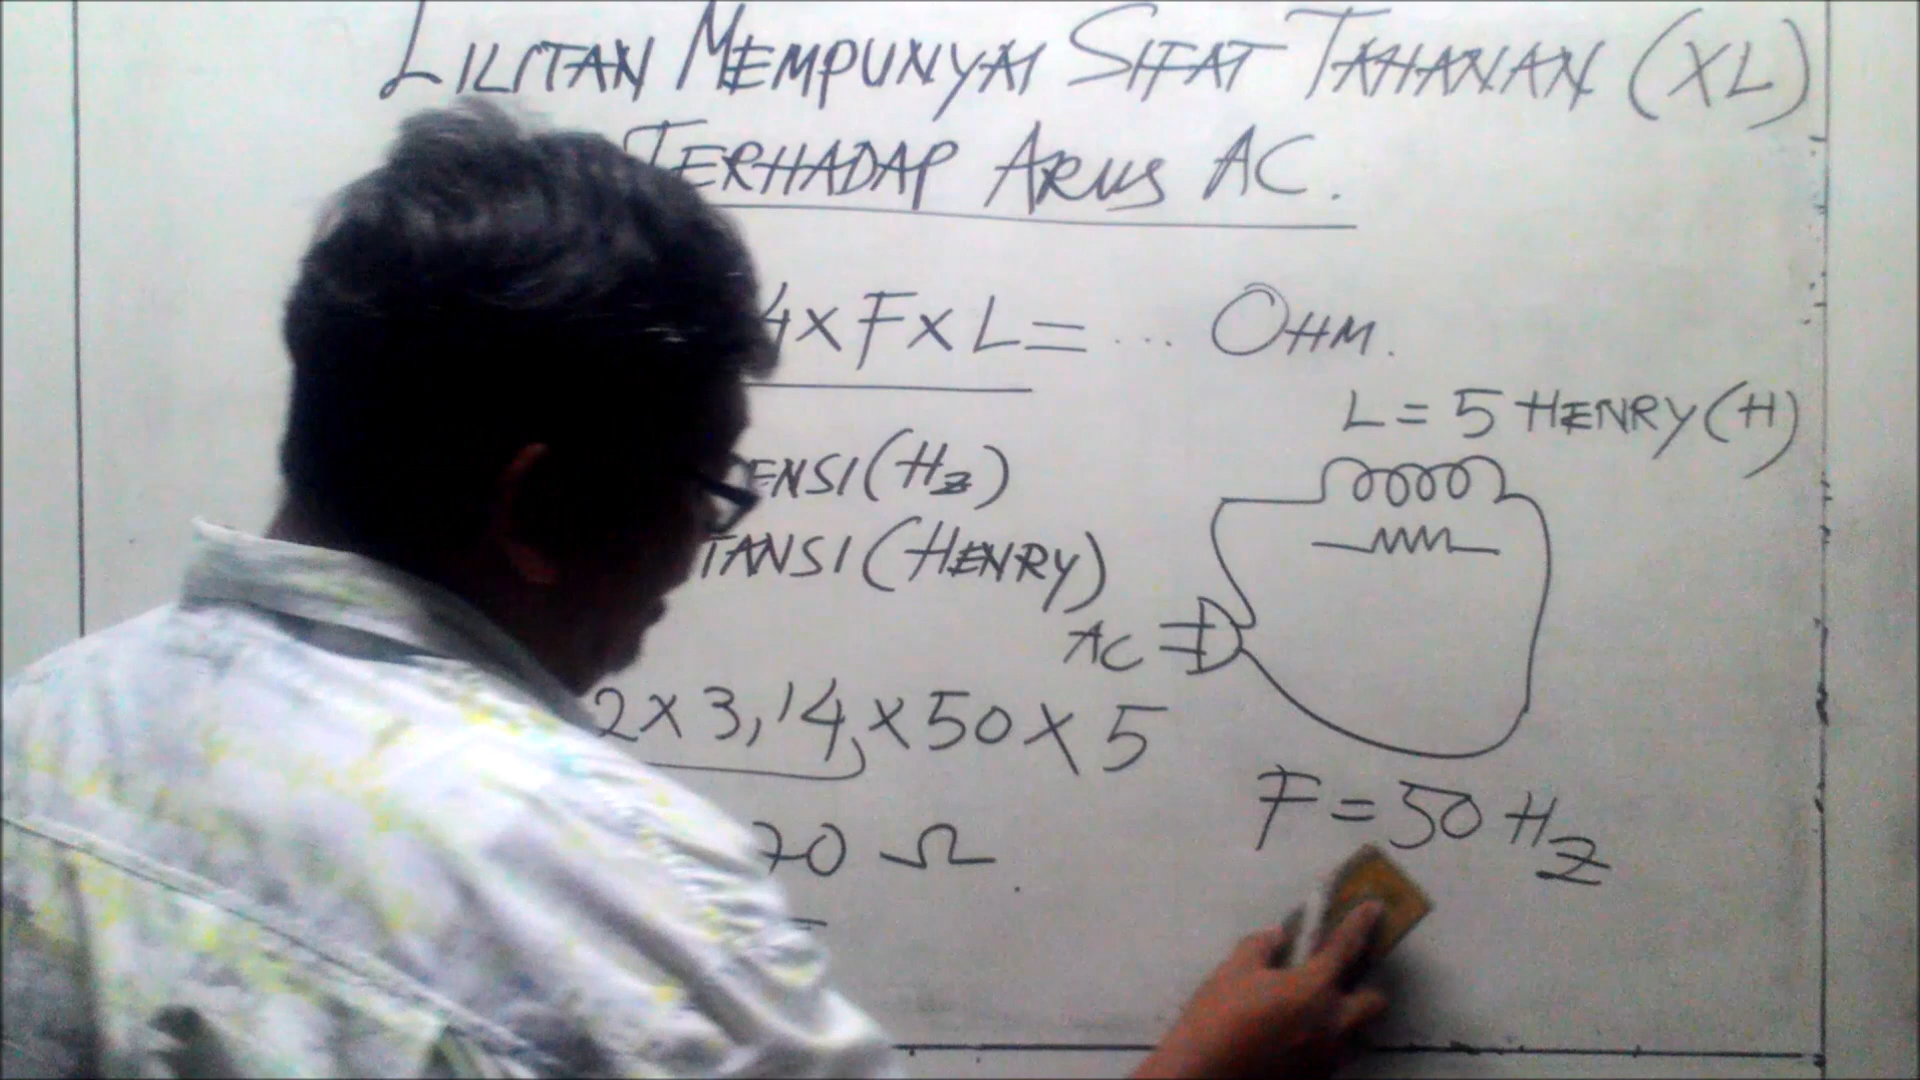 LILITAN MEMPUNYAI SIFAT TAHANAN (XL)
TERHADAP ARUS AC.
4 x F x L = ... OHM.
L = 5 HENRY (H)
ENSI (Hz)
TANSI (HENRY)
AC
2 x 3,14 x 50 x 5
70 Ω
F = 50 Hz